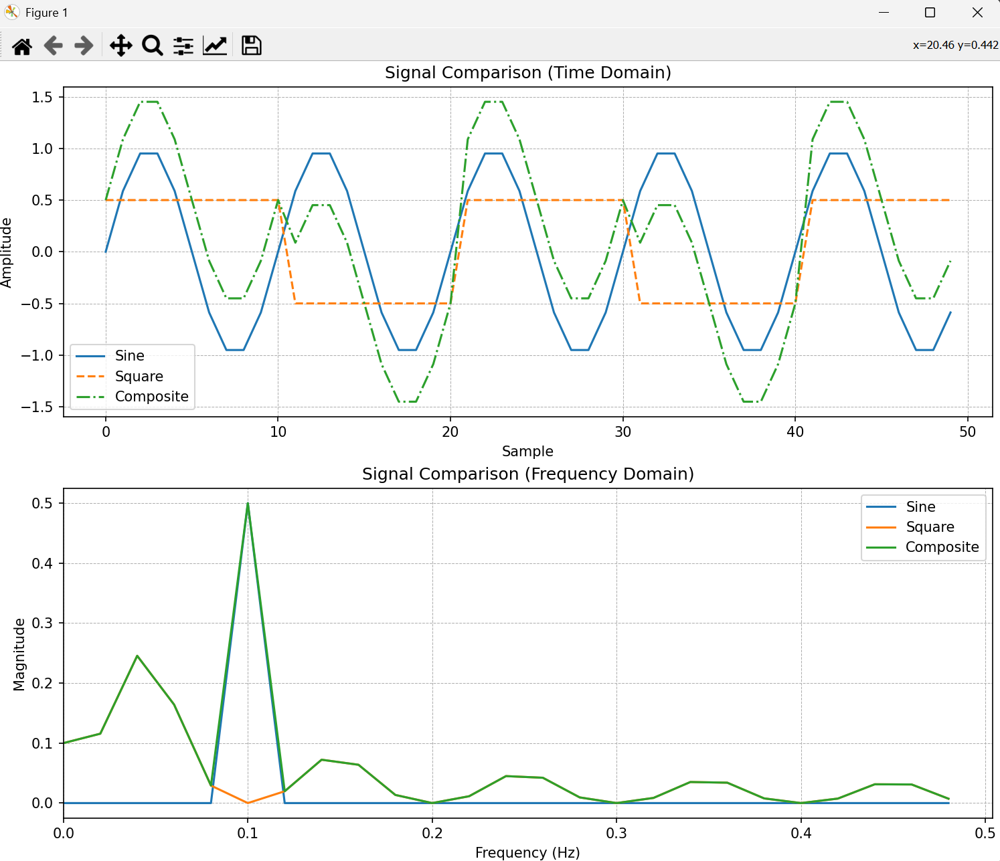 Figure 1
x=20.46 y=0.442
Signal Comparison (Time Domain)
1.5
1.0
0.5
0.0
−0.5
−1.0
−1.5
Amplitude
Sine
Square
Composite
0 10 20 30 40 50
Sample
Signal Comparison (Frequency Domain)
0.5
0.4
0.3
0.2
0.1
0.0
Magnitude
Sine
Square
Composite
0.0 0.1 0.2 0.3 0.4 0.5
Frequency (Hz)